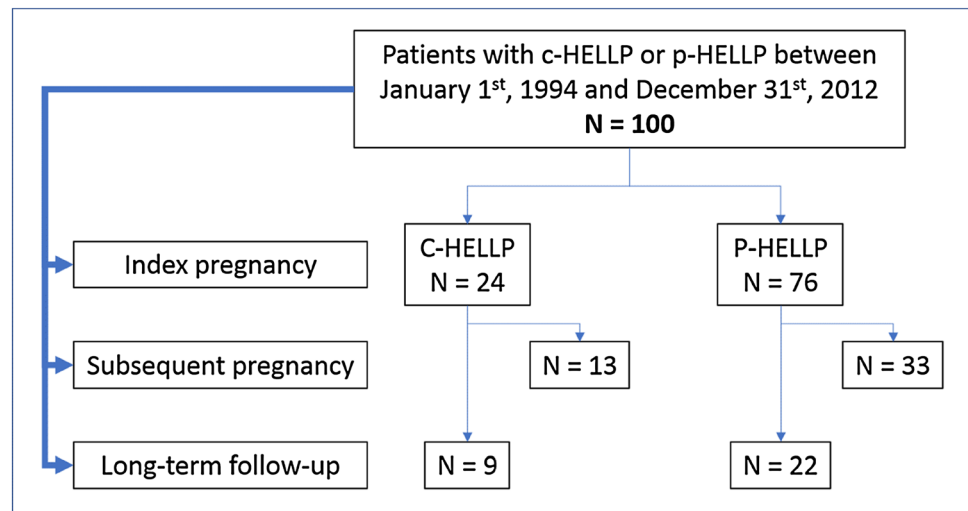 Patients with c-HELLP or p-HELLP between
January 1st, 1994 and December 31st, 2012
N = 100
Index pregnancy
C-HELLP
N = 24
P-HELLP
N = 76
Subsequent pregnancy
N = 13
N = 33
Long-term follow-up
N = 9
N = 22